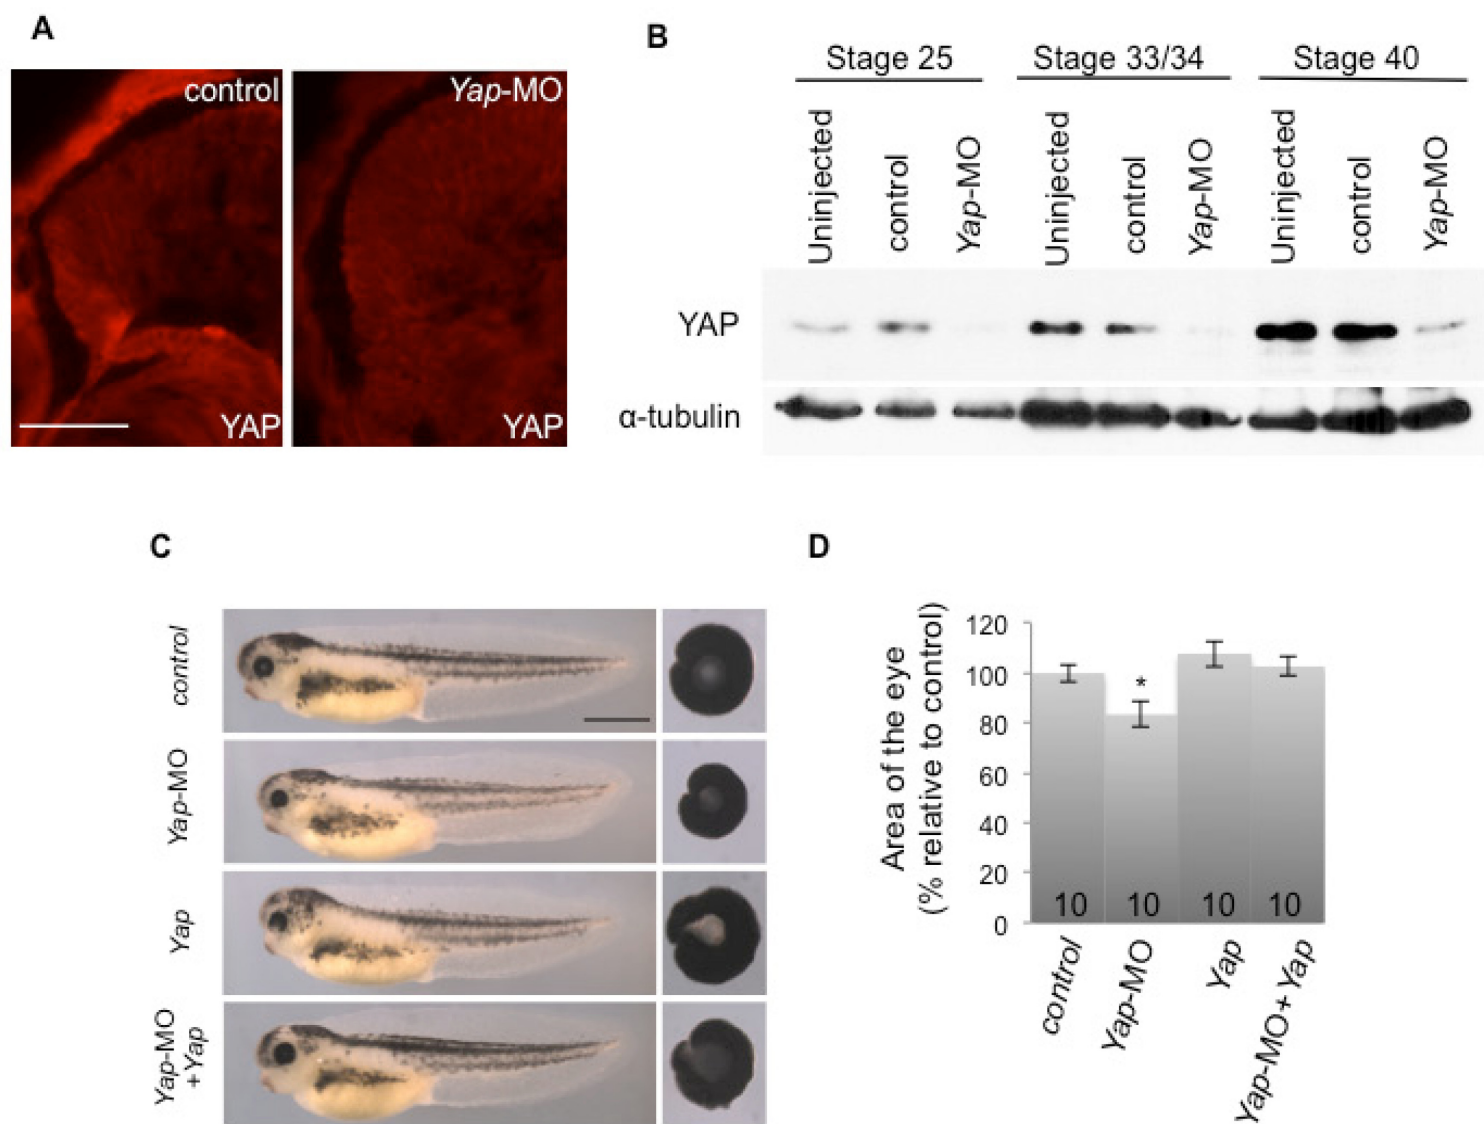 A
control
Yap-MO
YAP
YAP
B
Stage 25
Stage 33/34
Stage 40
Uninjected
control
Yap-MO
Uninjected
control
Yap-MO
Uninjected
control
Yap-MO
YAP
α-tubulin
C
control
Yap-MO
Yap
Yap-MO
+Yap
D
Area of the eye
(% relative to control)
120
100
80
60
40
20
0
*
10
10
10
10
control
Yap-MO
Yap
Yap-MO+Yap